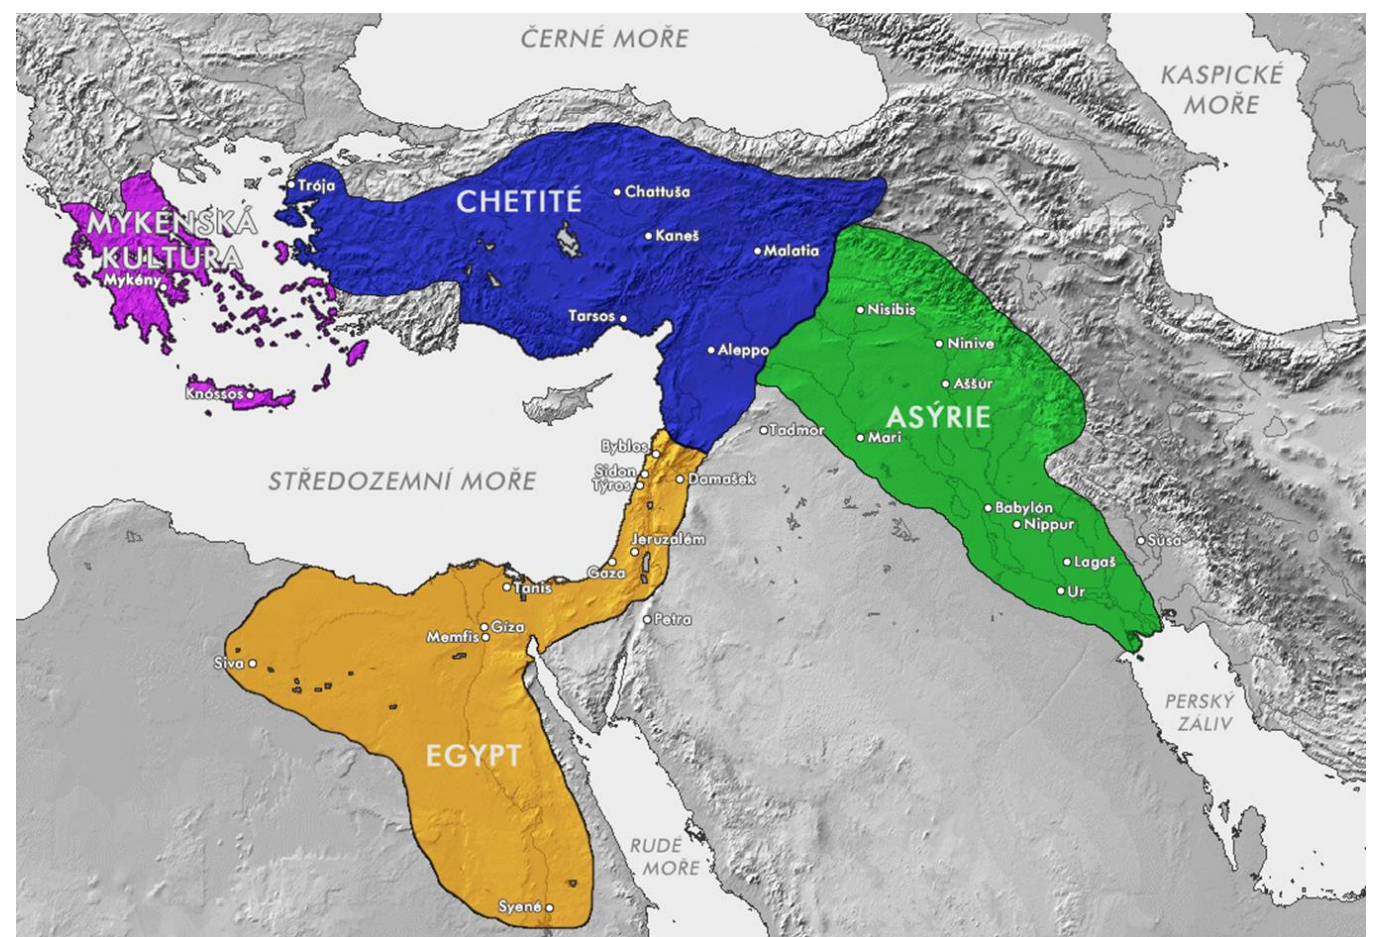 ČERNÉ MOŘE
KASPICKÉ
MOŘE
Trója
CHETITÉ
Chattuša
MYKÉNSKÁ
KULTURA
Kaneš
Malatia
Mykény
Tarsos
Nisibis
Ninive
Aleppo
Aššúr
Knóssos
ASÝRIE
Tadmor
Mari
Byblos
Sidon
Týros
Damašek
STŘEDOZEMNÍ MOŘE
Babylón
Nippur
Jeruzalém
Súsa
Gaza
Lagaš
Tanis
Ur
Gíza
Memfis
Petra
Siva
PERSKÝ
ZÁLIV
EGYPT
RUDÉ
MOŘE
Syené